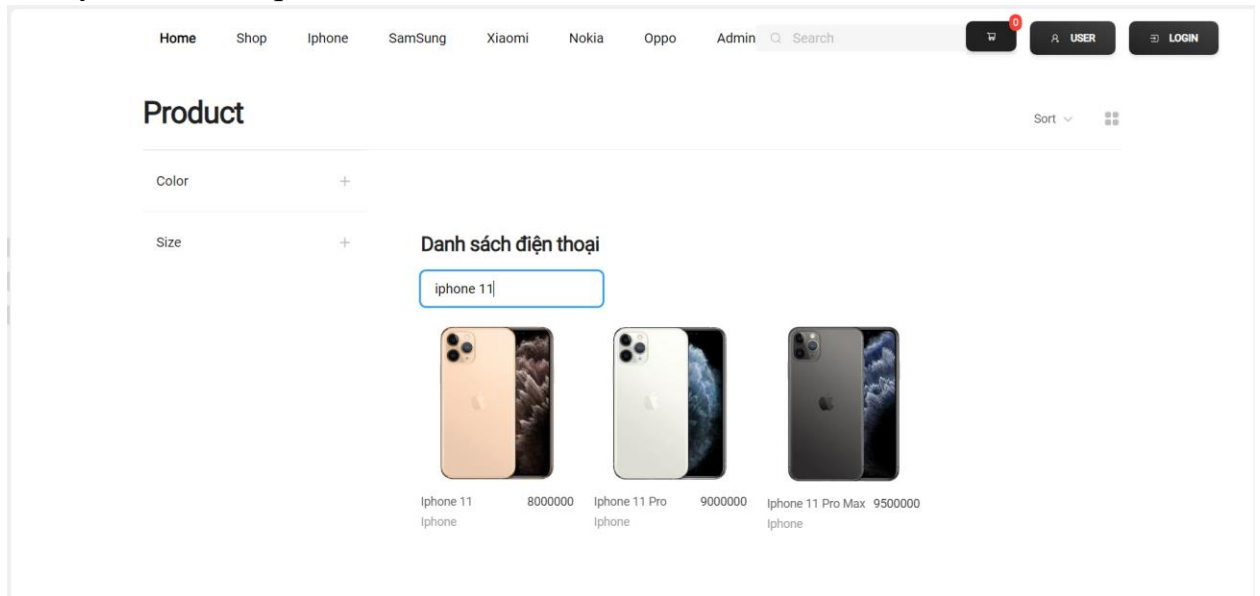 Home Shop Iphone SamSung Xiaomi Nokia Oppo Admin Search 0 USER LOGIN
Product
Sort
Color
Size
Danh sách điện thoại
iphone 11
Iphone 11 8000000 Iphone 11 Pro 9000000 Iphone 11 Pro Max 9500000
Iphone Iphone Iphone